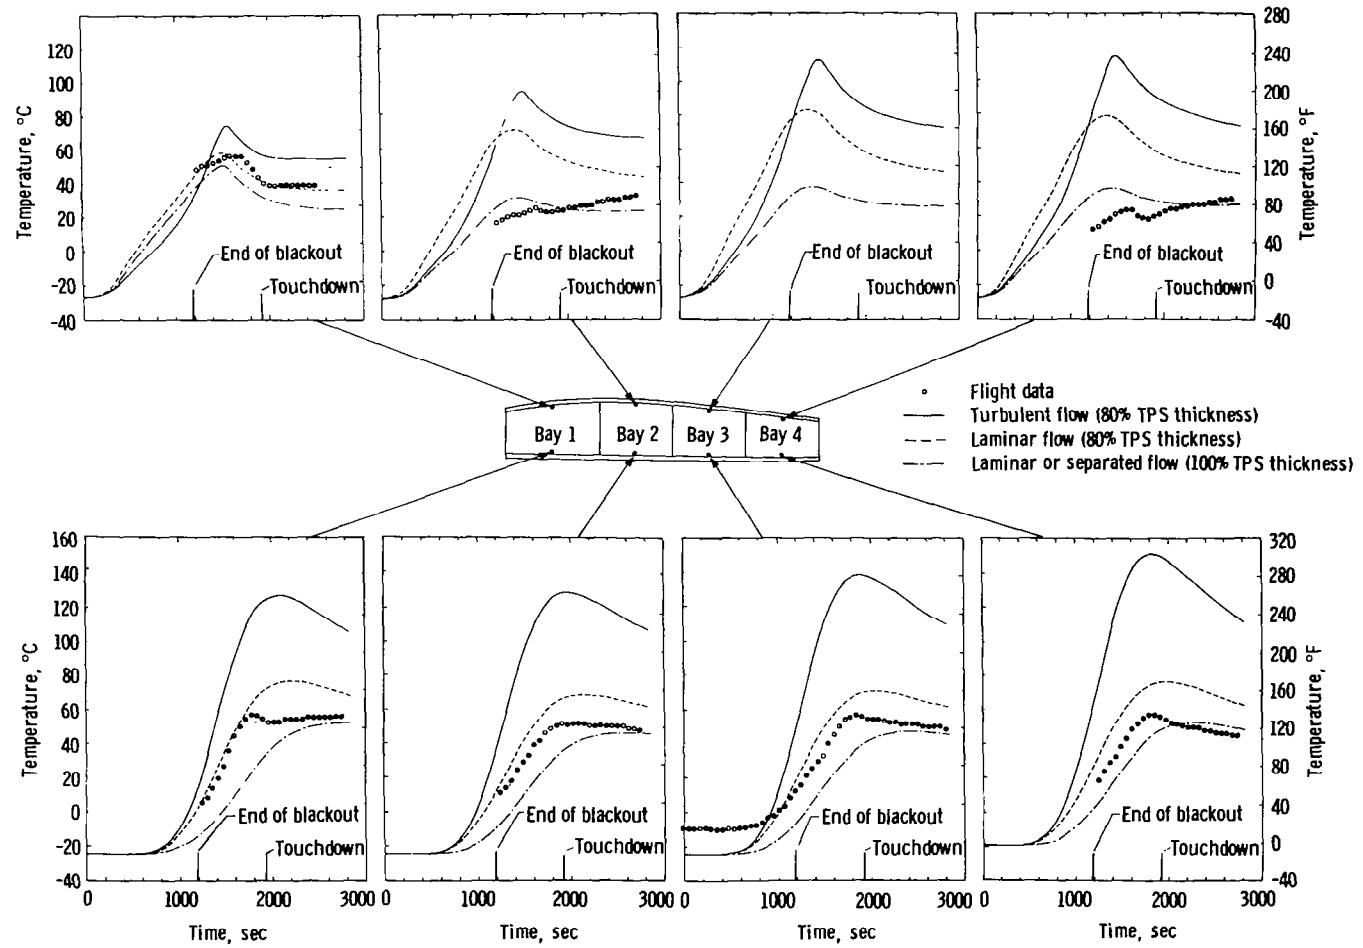 280
120
240
100
200
80
160
60
120
40
80
20
40
0
0
-20
-40
-40
Temperature, °C
Temperature, °F
End of blackout
Touchdown
End of blackout
Touchdown
End of blackout
Touchdown
End of blackout
Touchdown
Bay 1
Bay 2
Bay 3
Bay 4
Flight data
Turbulent flow (80% TPS thickness)
Laminar flow (80% TPS thickness)
Laminar or separated flow (100% TPS thickness)
160
320
140
280
120
240
100
200
80
160
60
120
40
80
20
40
0
0
-20
-40
-40
Temperature, °C
Temperature, °F
End of blackout
Touchdown
End of blackout
Touchdown
End of blackout
Touchdown
End of blackout
Touchdown
0 1000 2000 3000
0 1000 2000 3000
0 1000 2000 3000
0 1000 2000 3000
Time, sec
Time, sec
Time, sec
Time, sec